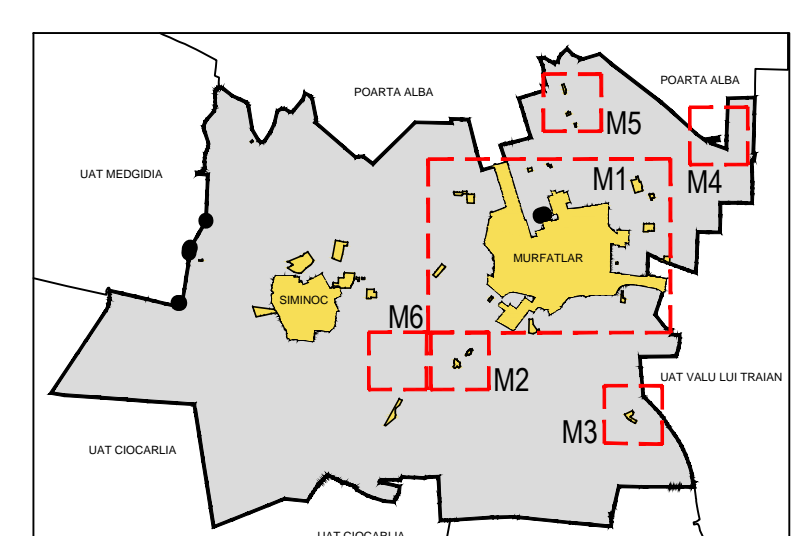 POARTA ALBA
POARTA ALBA
M5
M4
UAT MEDGIDIA
M1
MURFATLAR
SIMINOC
M6
M2
UAT VALU LUI TRAIAN
M3
UAT CIOCARLIA
UAT CIOCARLIA